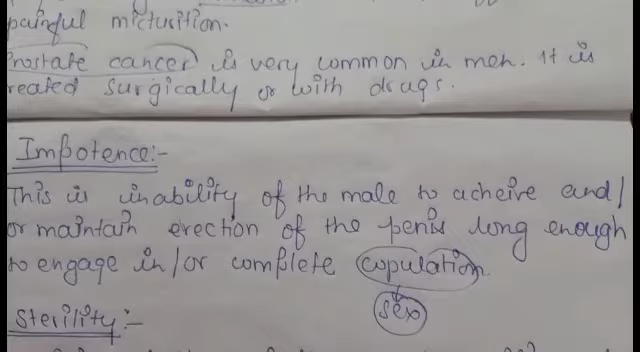 painful micturition.
Prostate cancer is very common in men. It is
reated surgically or with drugs.
Impotence:-
This is inability of the male to acheive and/
or maintain erection of the penis long enough
to engage in/or complete copulation.
sex
Sterility:-